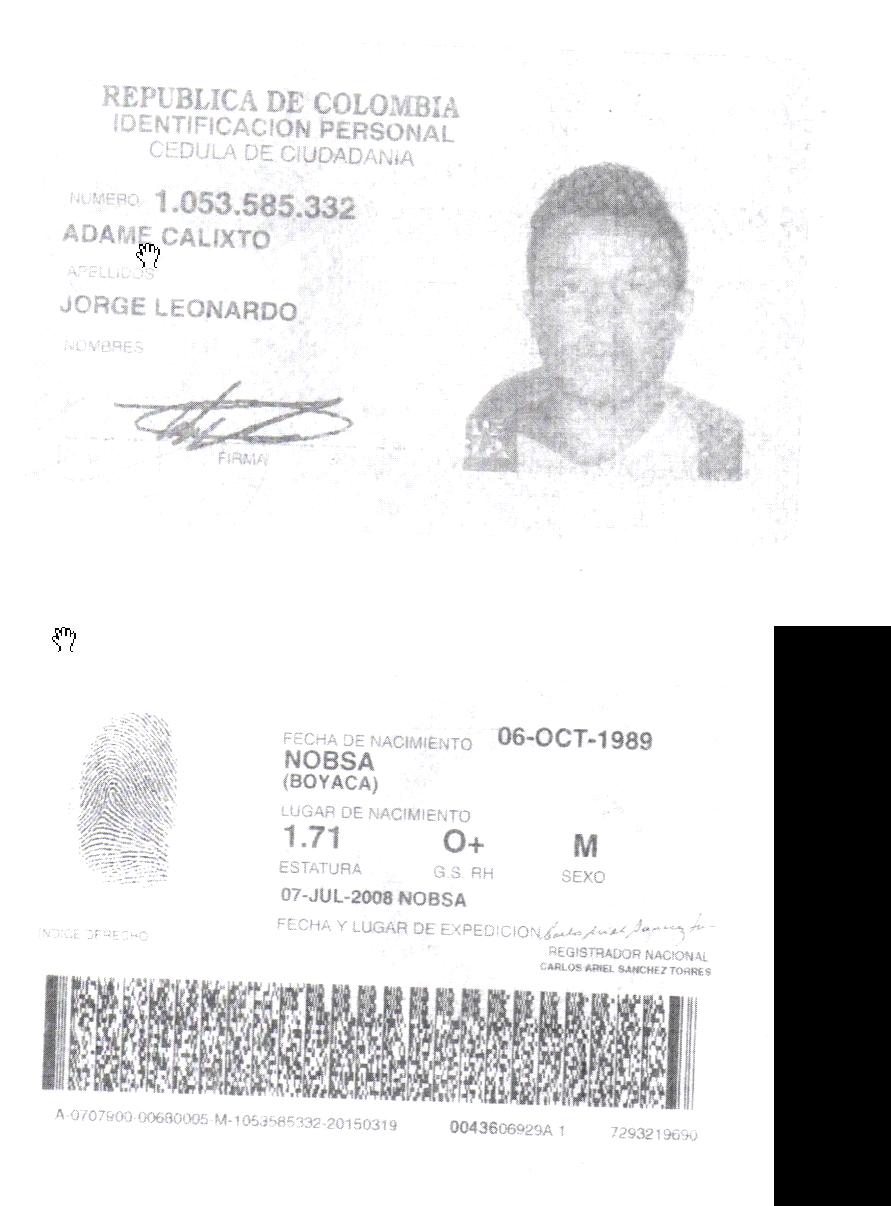 REPUBLICA DE COLOMBIA
IDENTIFICACION PERSONAL
CEDULA DE CIUDADANIA
NUMERO 1.053.585.332
ADAME CALIXTO
APELLIDOS
JORGE LEONARDO
NOMBRES
FIRMA
FECHA DE NACIMIENTO 06-OCT-1989
NOBSA
(BOYACA)
LUGAR DE NACIMIENTO
1.71 O+ M
ESTATURA G.S. RH SEXO
07-JUL-2008 NOBSA
FECHA Y LUGAR DE EXPEDICION
INDICE DERECHO
REGISTRADOR NACIONAL
CARLOS ARIEL SANCHEZ TORRES
A-0707900-00680005-M-1053585332-20150319 0043606929A 1 7293219690